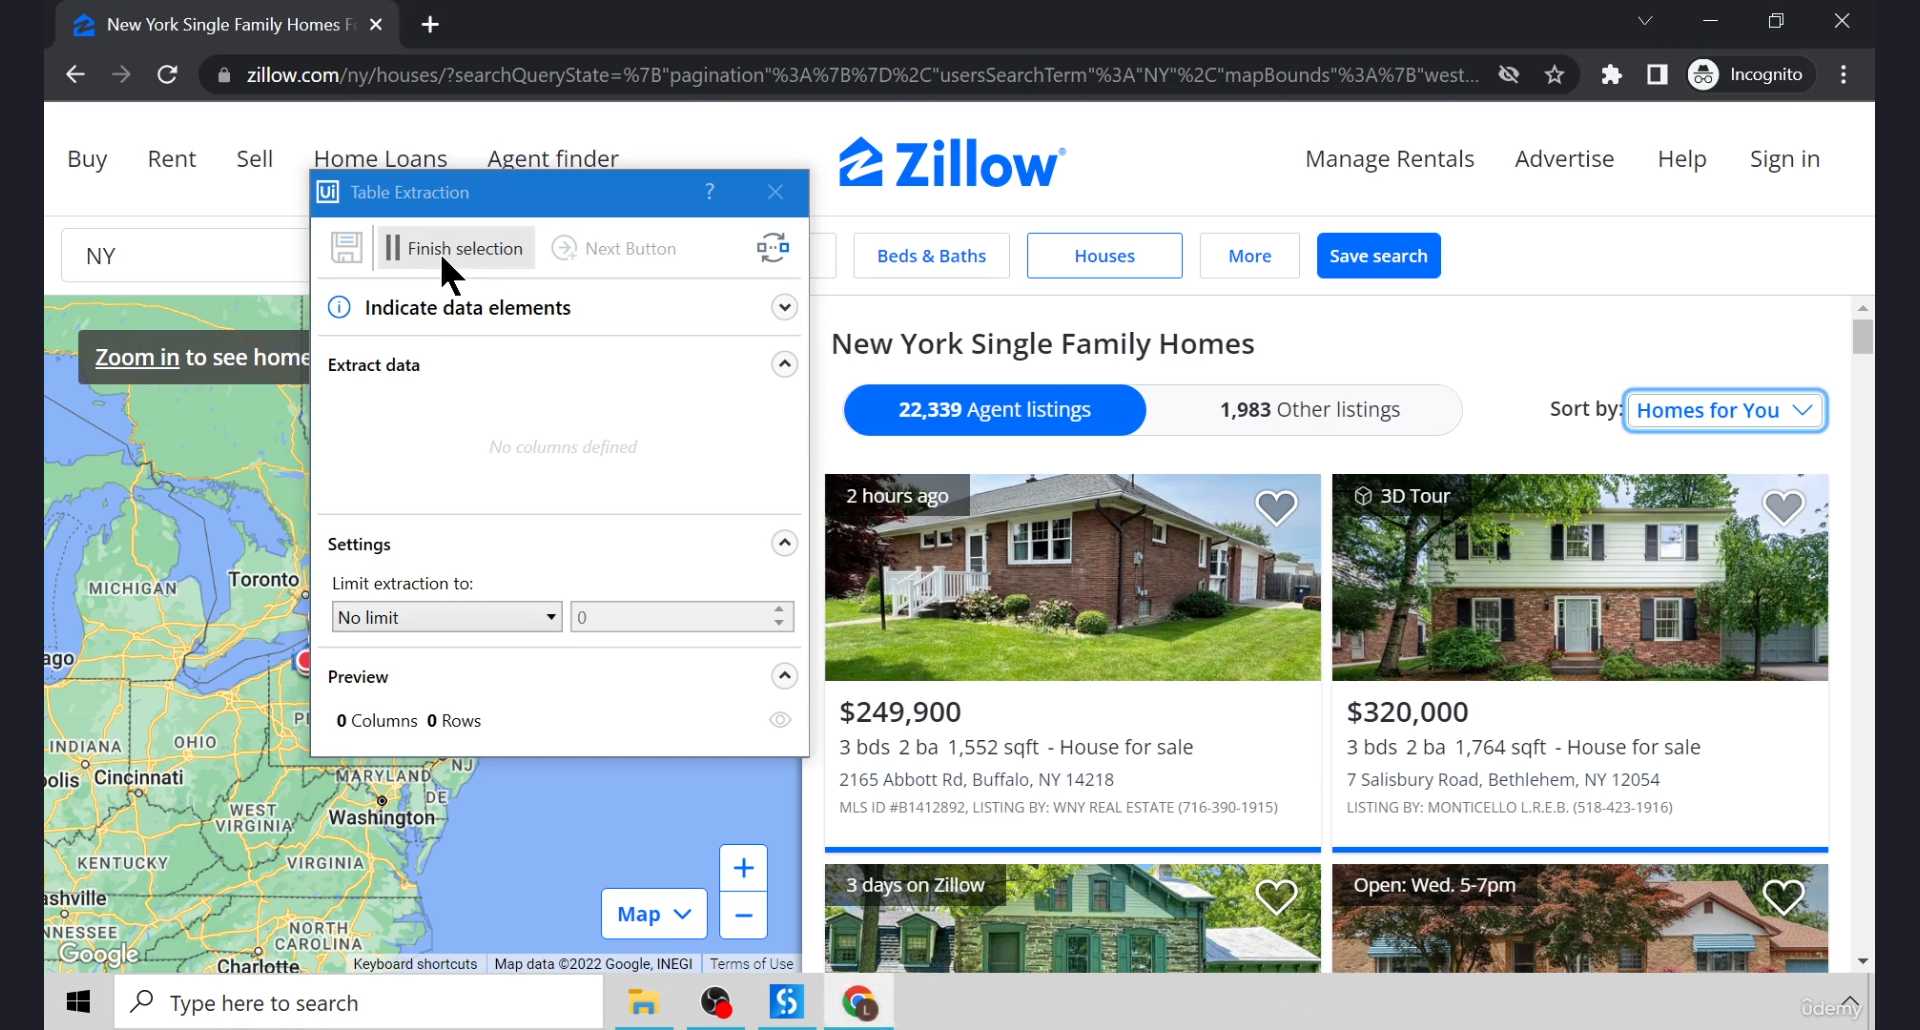 New York Single Family Homes F
zillow.com/ny/houses/?searchQueryState=%7B"pagination"%3A%7B%7D%2C"usersSearchTerm"%3A"NY"%2C"mapBounds"%3A%7B"west...
Incognito
Buy Rent Sell Home Loans Agent finder
Zillow
Manage Rentals Advertise Help Sign in
Ui Table Extraction ?
NY
Finish selection Next Button
Beds & Baths Houses More Save search
Indicate data elements
Zoom in to see home
Extract data
No columns defined
Settings
Limit extraction to:
No limit 0
Preview
0 Columns 0 Rows
New York Single Family Homes
22,339 Agent listings 1,983 Other listings
Sort by: Homes for You
2 hours ago
$249,900
3 bds 2 ba 1,552 sqft - House for sale
2165 Abbott Rd, Buffalo, NY 14218
MLS ID #B1412892, LISTING BY: WNY REAL ESTATE (716-390-1915)
3D Tour
$320,000
3 bds 2 ba 1,764 sqft - House for sale
7 Salisbury Road, Bethlehem, NY 12054
LISTING BY: MONTICELLO L.R.E.B. (518-423-1916)
3 days on Zillow
Open: Wed. 5-7pm
MICHIGAN
Toronto
ago
PE
INDIANA
OHIO
olis
Cincinnati
MARYLAND
NJ
DE
WEST
VIRGINIA
Washington
KENTUCKY
VIRGINIA
ashville
NNESSEE
NORTH
CAROLINA
Charlotte
Google
Map
+
−
Keyboard shortcuts Map data ©2022 Google, INEGI Terms of Use
Type here to search
L
ûdemy